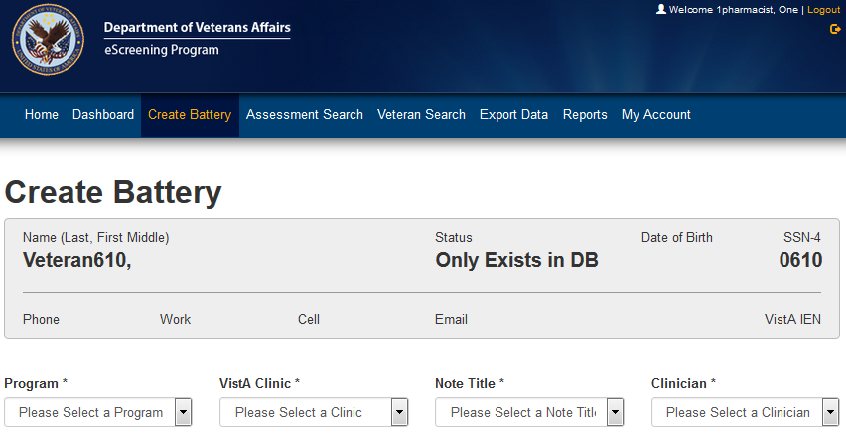 Welcome 1pharmacist, One | Logout
Department of Veterans Affairs
eScreening Program
Home Dashboard Create Battery Assessment Search Veteran Search Export Data Reports My Account
Create Battery
Name (Last, First Middle) Status Date of Birth SSN-4
Veteran610, Only Exists in DB 0610
Phone Work Cell Email VistA IEN
Program * VistA Clinic * Note Title * Clinician *
Please Select a Program Please Select a Clinic Please Select a Note Title Please Select a Clinician